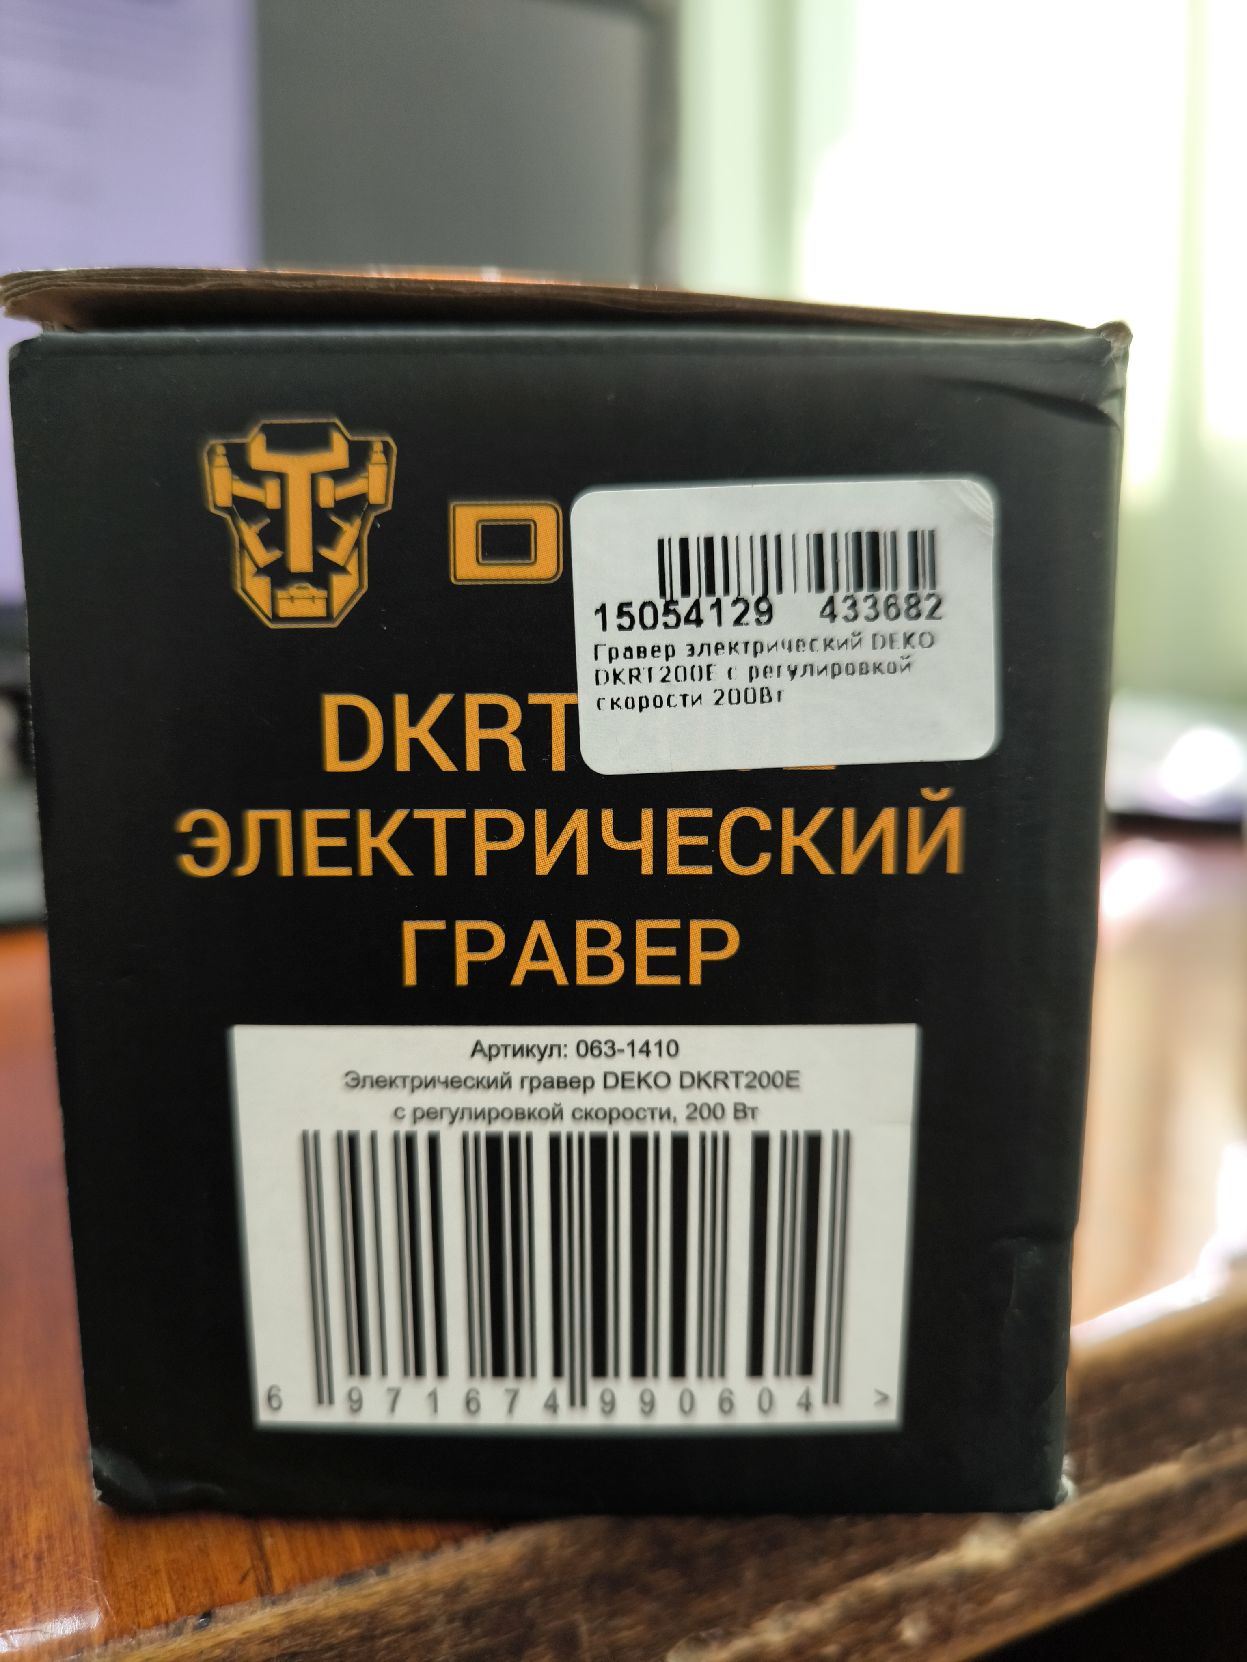 D
15054129 433682
Гравер электрический DEKO
DKRT200E с регулировкой
скорости 200Вт
DKRT
ЭЛЕКТРИЧЕСКИЙ
ГРАВЕР
Артикул: 063-1410
Электрический гравер DEKO DKRT200E
с регулировкой скорости, 200 Вт
6 971674 990604 >